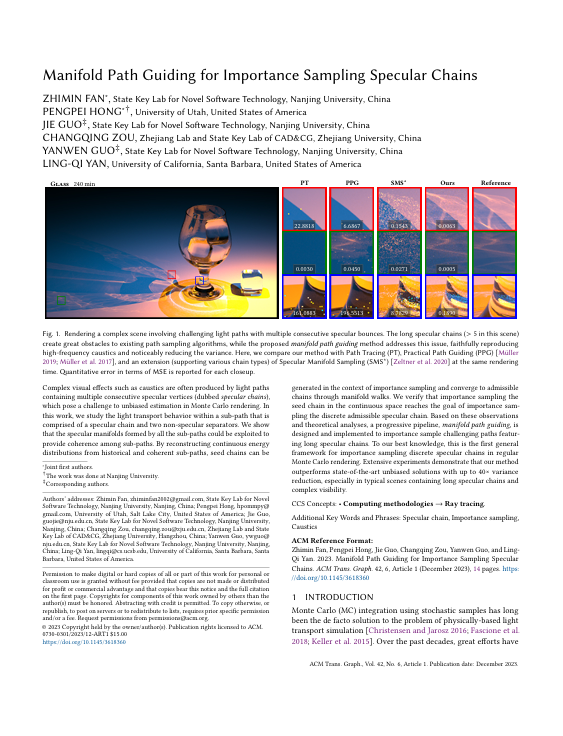 Manifold Path Guiding for Importance Sampling Specular Chains
ZHIMIN FAN*, State Key Lab for Novel Software Technology, Nanjing University, China
PENGPEI HONG*†, University of Utah, United States of America
JIE GUO‡, State Key Lab for Novel Software Technology, Nanjing University, China
CHANGQING ZOU, Zhejiang Lab and State Key Lab of CAD&CG, Zhejiang University, China
YANWEN GUO‡, State Key Lab for Novel Software Technology, Nanjing University, China
LING-QI YAN, University of California, Santa Barbara, United States of America
GLASS 240 min
PT PPG SMS* Ours Reference
22.8818 6.6867 0.1543 0.0063
0.0930 0.0450 0.0271 0.0005
161.0883 196.5513 8.7829 0.1890
Fig. 1. Rendering a complex scene involving challenging light paths with multiple consecutive specular bounces. The long specular chains (> 5 in this scene)
create great obstacles to existing path sampling algorithms, while the proposed manifold path guiding method addresses this issue, faithfully reproducing
high-frequency caustics and noticeably reducing the variance. Here, we compare our method with Path Tracing (PT), Practical Path Guiding (PPG) [Müller
2019; Müller et al. 2017], and an extension (supporting various chain types) of Specular Manifold Sampling (SMS*) [Zeltner et al. 2020] at the same rendering
time. Quantitative error in terms of MSE is reported for each closeup.
Complex visual effects such as caustics are often produced by light paths
containing multiple consecutive specular vertices (dubbed specular chains),
which pose a challenge to unbiased estimation in Monte Carlo rendering. In
this work, we study the light transport behavior within a sub-path that is
comprised of a specular chain and two non-specular separators. We show
that the specular manifolds formed by all the sub-paths could be exploited to
provide coherence among sub-paths. By reconstructing continuous energy
distributions from historical and coherent sub-paths, seed chains can be
*Joint first authors.
†The work was done at Nanjing University.
‡Corresponding authors.
Authors' addresses: Zhimin Fan, zhiminfan2002@gmail.com, State Key Lab for Novel
Software Technology, Nanjing University, Nanjing, China; Pengpei Hong, hponmppy@
gmail.com, University of Utah, Salt Lake City, United States of America; Jie Guo,
guojie@nju.edu.cn, State Key Lab for Novel Software Technology, Nanjing University,
Nanjing, China; Changqing Zou, changqing.zou@zju.edu.cn, Zhejiang Lab and State
Key Lab of CAD&CG, Zhejiang University, Hangzhou, China; Yanwen Guo, ywguo@
nju.edu.cn, State Key Lab for Novel Software Technology, Nanjing University, Nanjing,
China; Ling-Qi Yan, lingqi@cs.ucsb.edu, University of California, Santa Barbara, Santa
Barbara, United States of America.
Permission to make digital or hard copies of all or part of this work for personal or
classroom use is granted without fee provided that copies are not made or distributed
for profit or commercial advantage and that copies bear this notice and the full citation
on the first page. Copyrights for components of this work owned by others than the
author(s) must be honored. Abstracting with credit is permitted. To copy otherwise, or
republish, to post on servers or to redistribute to lists, requires prior specific permission
and/or a fee. Request permissions from permissions@acm.org.
© 2023 Copyright held by the owner/author(s). Publication rights licensed to ACM.
0730-0301/2023/12-ART1 $15.00
https://doi.org/10.1145/3618360
generated in the context of importance sampling and converge to admissible
chains through manifold walks. We verify that importance sampling the
seed chain in the continuous space reaches the goal of importance sam-
pling the discrete admissible specular chain. Based on these observations
and theoretical analyses, a progressive pipeline, manifold path guiding, is
designed and implemented to importance sample challenging paths featur-
ing long specular chains. To our best knowledge, this is the first general
framework for importance sampling discrete specular chains in regular
Monte Carlo rendering. Extensive experiments demonstrate that our method
outperforms state-of-the-art unbiased solutions with up to 40× variance
reduction, especially in typical scenes containing long specular chains and
complex visibility.
CCS Concepts: • Computing methodologies → Ray tracing.
Additional Key Words and Phrases: Specular chain, Importance sampling,
Caustics
ACM Reference Format:
Zhimin Fan, Pengpei Hong, Jie Guo, Changqing Zou, Yanwen Guo, and Ling-
Qi Yan. 2023. Manifold Path Guiding for Importance Sampling Specular
Chains. ACM Trans. Graph. 42, 6, Article 1 (December 2023), 14 pages. https:
//doi.org/10.1145/3618360
1 INTRODUCTION
Monte Carlo (MC) integration using stochastic samples has long
been the de facto solution to the problem of physically-based light
transport simulation [Christensen and Jarosz 2016; Fascione et al.
2018; Keller et al. 2015]. Over the past decades, great efforts have
ACM Trans. Graph., Vol. 42, No. 6, Article 1. Publication date: December 2023.